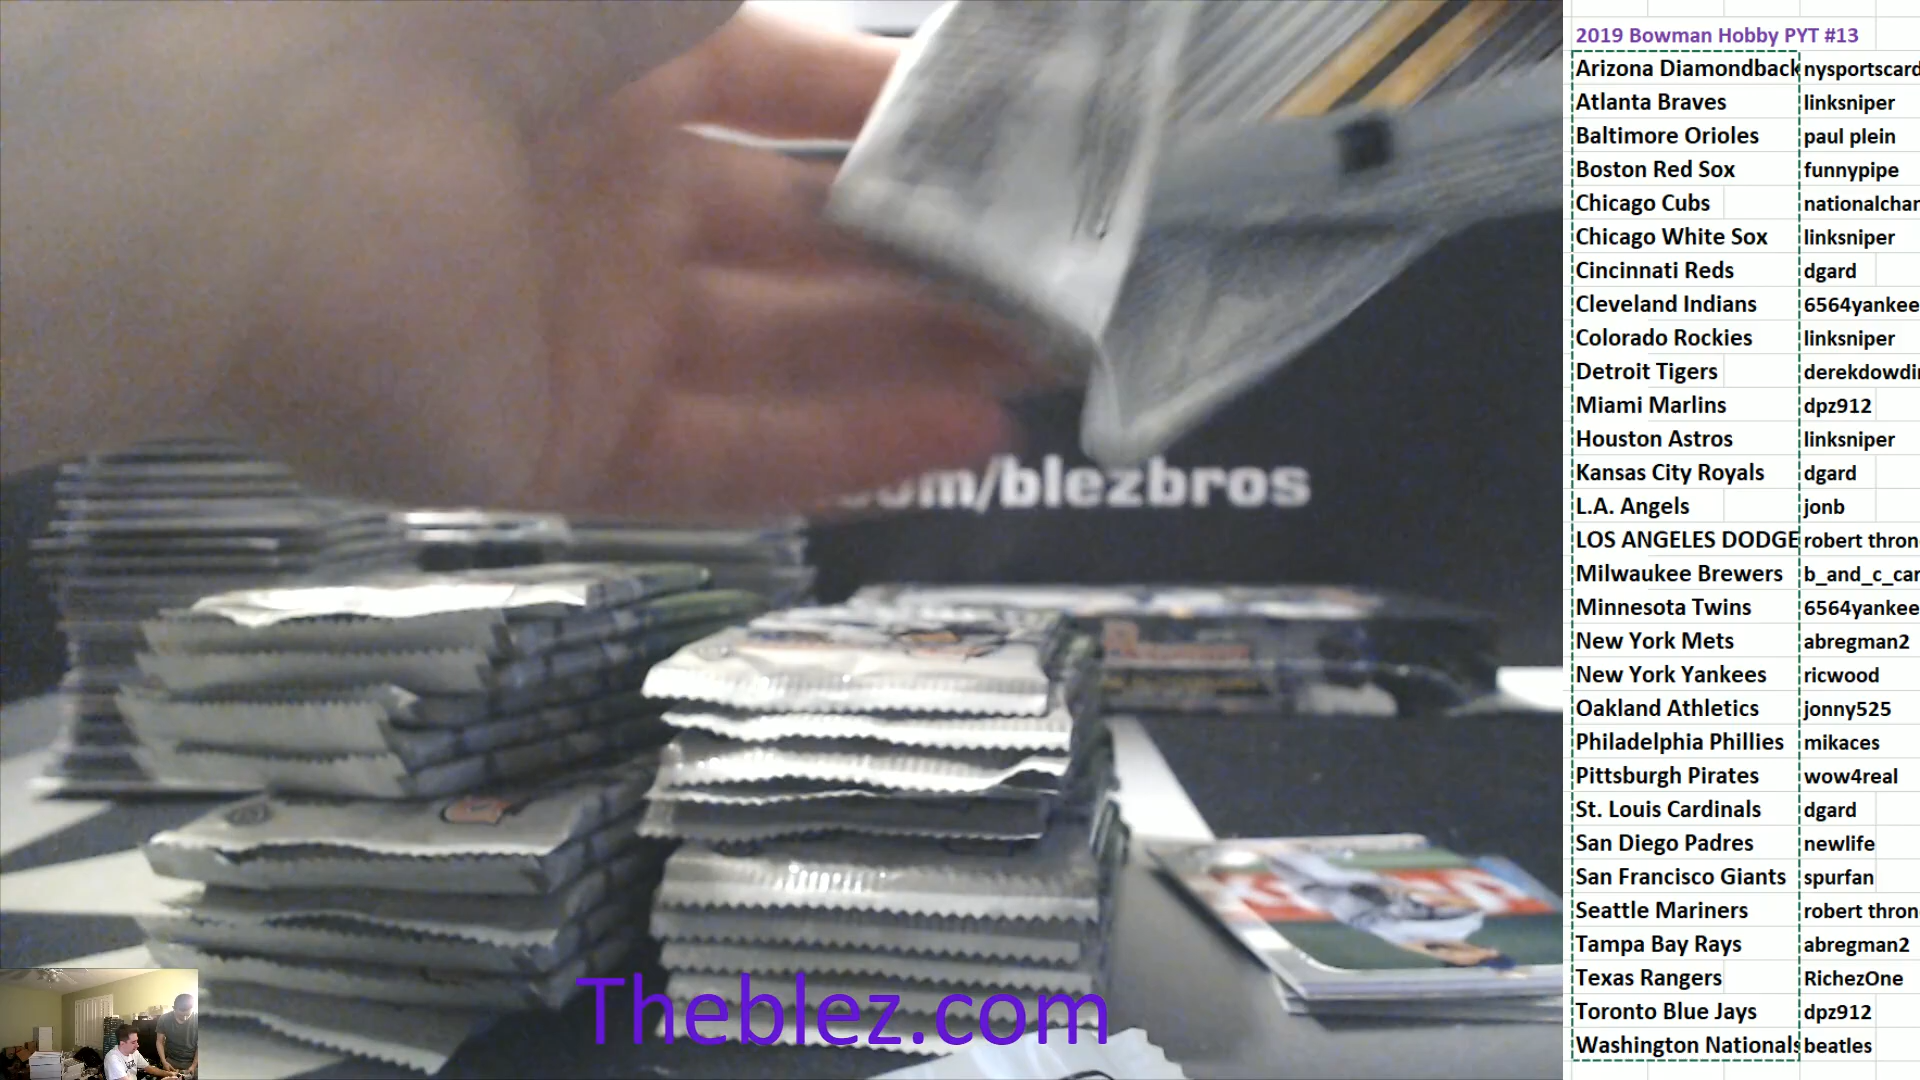 2019 Bowman Hobby PYT #13
Arizona Diamondback nysportscard
Atlanta Braves linksniper
Baltimore Orioles paul plein
Boston Red Sox funnypipe
Chicago Cubs nationalchar
Chicago White Sox linksniper
Cincinnati Reds dgard
Cleveland Indians 6564yankee
Colorado Rockies linksniper
Detroit Tigers derekdowdin
Miami Marlins dpz912
Houston Astros linksniper
Kansas City Royals dgard
L.A. Angels jonb
LOS ANGELES DODGE robert thron
Milwaukee Brewers b_and_c_car
Minnesota Twins 6564yankee
New York Mets abregman2
New York Yankees ricwood
Oakland Athletics jonny525
Philadelphia Phillies mikaces
Pittsburgh Pirates wow4real
St. Louis Cardinals dgard
San Diego Padres newlife
San Francisco Giants spurfan
Seattle Mariners robert thron
Tampa Bay Rays abregman2
Texas Rangers RichezOne
Toronto Blue Jays dpz912
Washington Nationals beatles
.com/blezbros
Theblez.com